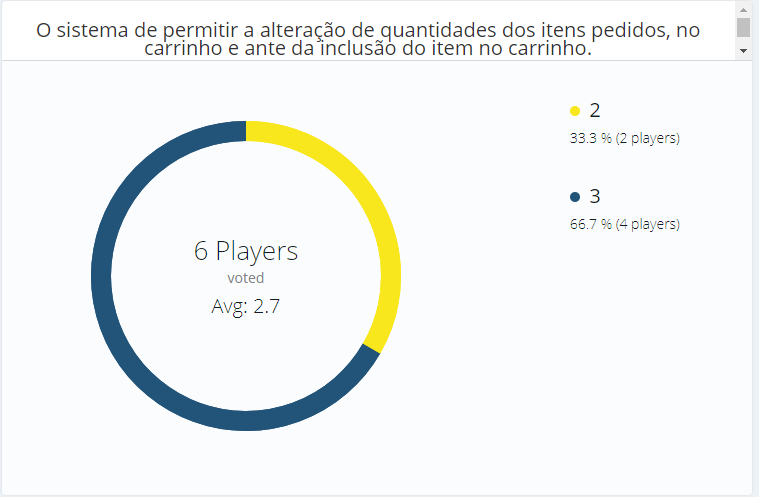 O sistema de permitir a alteração de quantidades dos itens pedidos, no
carrinho e ante da inclusão do item no carrinho.
2
33.3 % (2 players)
3
66.7 % (4 players)
6 Players
voted
Avg: 2.7